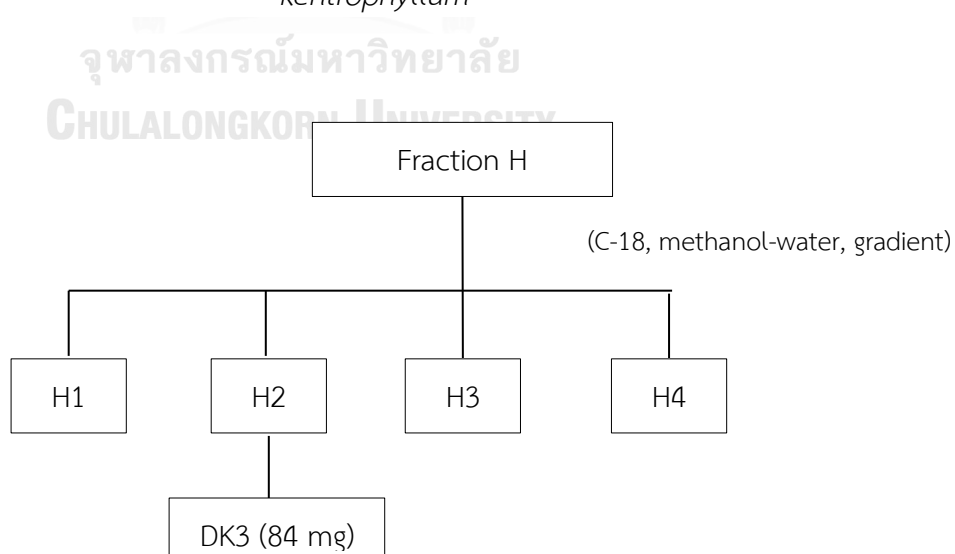 kentrophyllum
จุฬาลงกรณ์มหาวิทยาลัย
CHULALONGKORN UNIVERSITY
Fraction H
(C-18, methanol-water, gradient)
H1 H2 H3 H4
DK3 (84 mg)